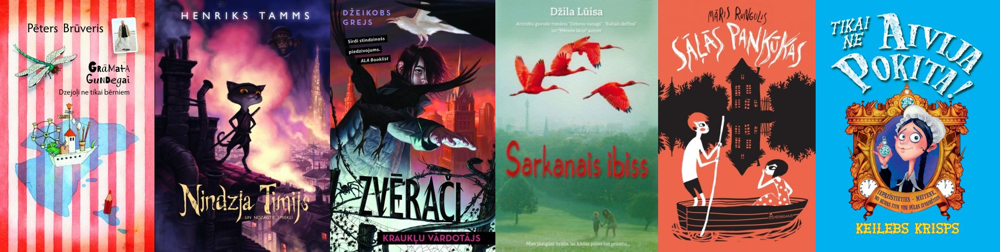 Pēters Brūveris
GRĀMAtA
GuNDegai
Dzejoļi ne tikai bērniem
HENRIKS TAMMS
Nindzja Timijs
UN NOZAGTIE SMIEKLI
DŽEIKOBS
GREJS
Sirdi stindzinošs
piedzīvojums.
ALA Booklist
ZVĒRAČI
KRAUKĻU VĀRDOTĀJS
Džila Lūisa
Atzinību guvušo romānu "Debesu vanags", "Baltais delfīns"
un "Mēness lācis" autore
Sarkanais ibiss
Man jāatgūst brālis, lai kādas pūles tas prasītu...
MĀRIS RUNGULIS
SĀĻĀS PANKŪKAS
PĒTERGAILIS
TIKAI
NE
AIVIJA
POKITA!
IEPAZĪSTIETIES – MEITENE,
NO KURAS ITIN VISI PŪLAS IZVAIRĪTIES
KEILEBS KRISPS